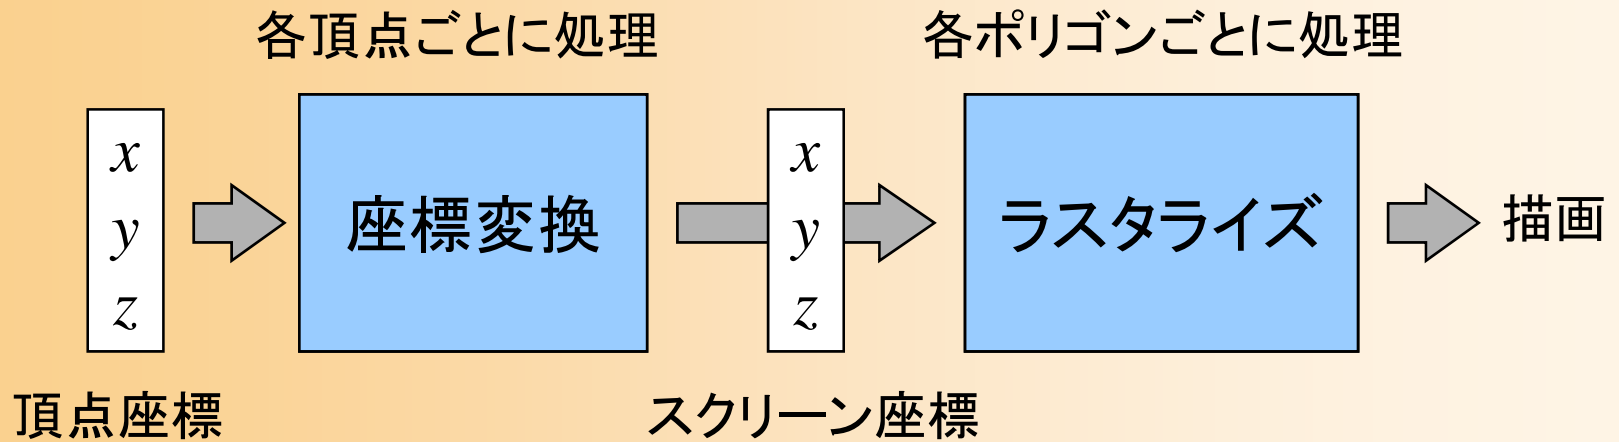 各頂点ごとに処理
各ポリゴンごとに処理
x
y
z
座標変換
x
y
z
ラスタライズ
描画
頂点座標
スクリーン座標